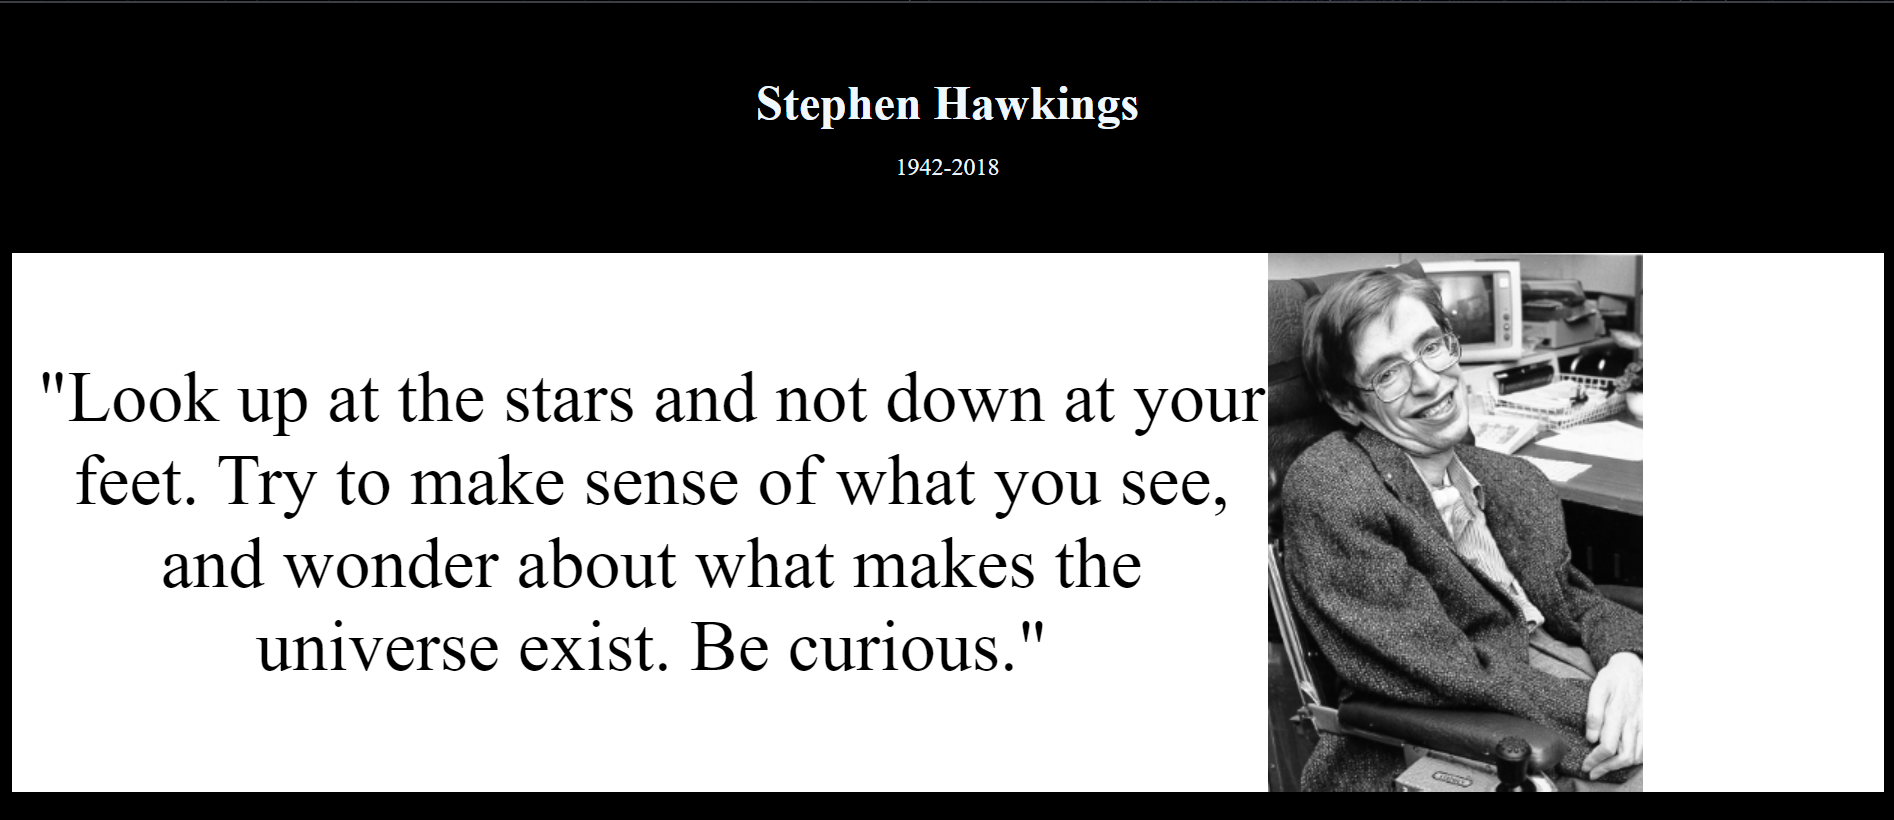 Stephen Hawkings
1942-2018
"Look up at the stars and not down at your
feet. Try to make sense of what you see,
and wonder about what makes the
universe exist. Be curious."